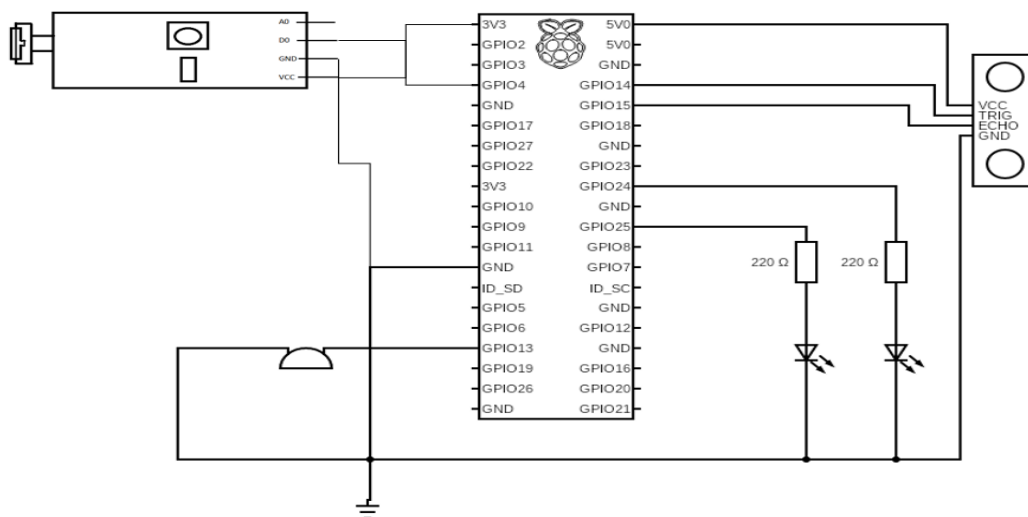 A0
D0
GND
VCC
3V3
GPIO2
GPIO3
GPIO4
GND
GPIO17
GPIO27
GPIO22
3V3
GPIO10
GPIO9
GPIO11
GND
ID_SD
GPIO5
GPIO6
GPIO13
GPIO19
GPIO26
GND
5V0
5V0
GND
GPIO14
GPIO15
GPIO18
GND
GPIO23
GPIO24
GND
GPIO25
GPIO8
GPIO7
ID_SC
GND
GPIO12
GND
GPIO16
GPIO20
GPIO21
220 Ω
220 Ω
VCC
TRIG
ECHO
GND